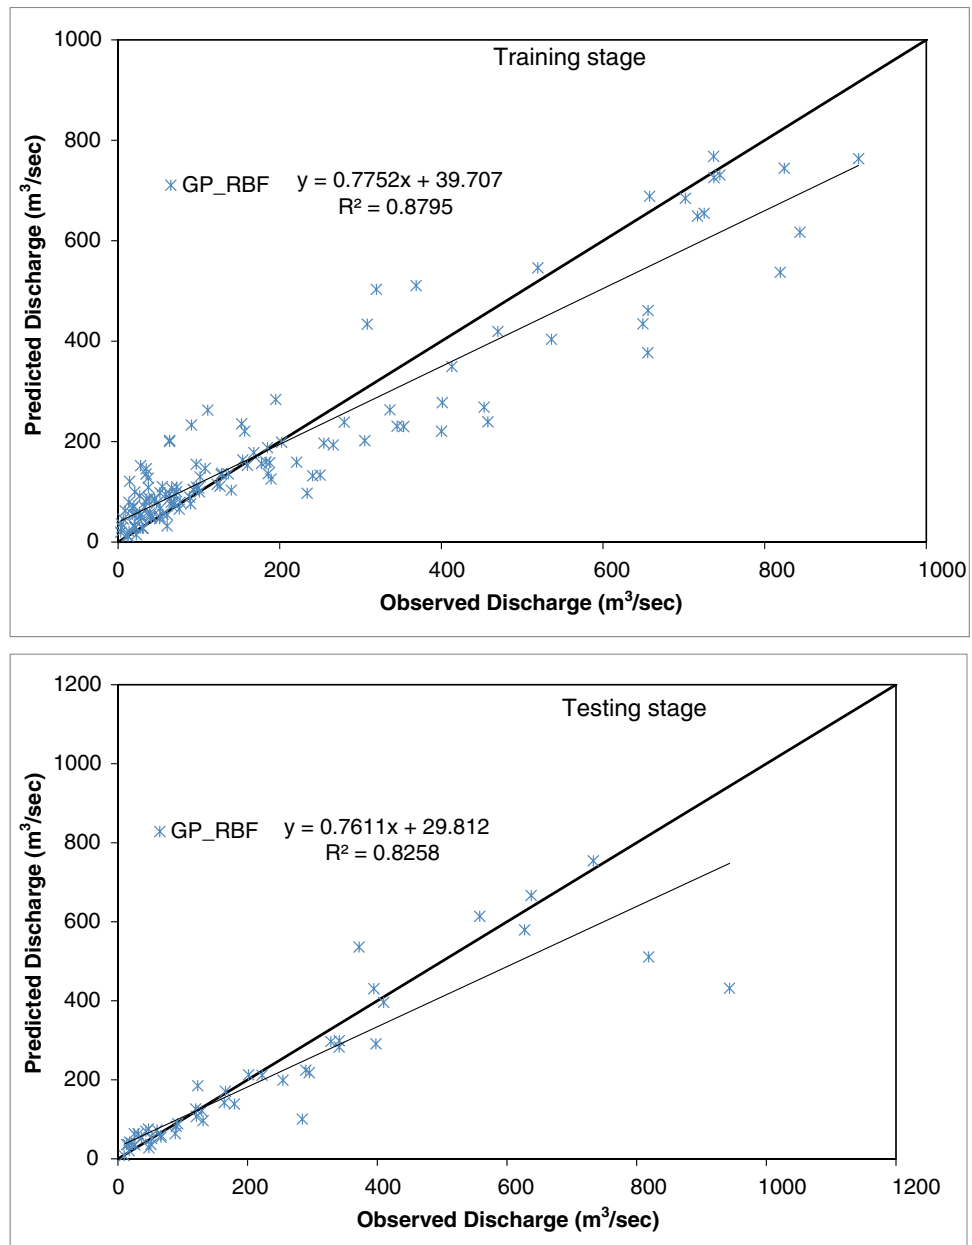 Training stage
1000
800
600
400
200
0
Predicted Discharge (m³/sec)
GP_RBF
y = 0.7752x + 39.707
R² = 0.8795
0 200 400 600 800 1000
Observed Discharge (m³/sec)
Testing stage
1200
1000
800
600
400
200
0
Predicted Discharge (m³/sec)
GP_RBF
y = 0.7611x + 29.812
R² = 0.8258
0 200 400 600 800 1000 1200
Observed Discharge (m³/sec)